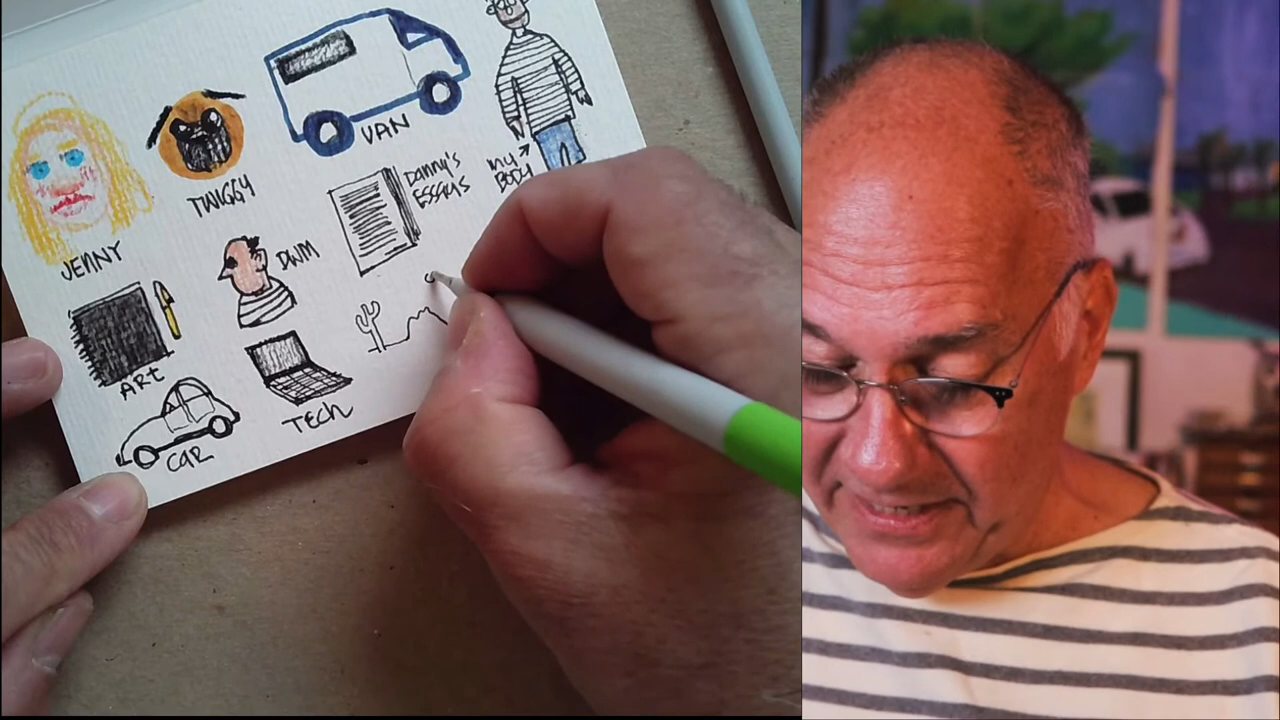 JENNY
TWIGGY
VAN
my
BODY
Danny's
ESSAYS
DWM
ART
TECH
CAR